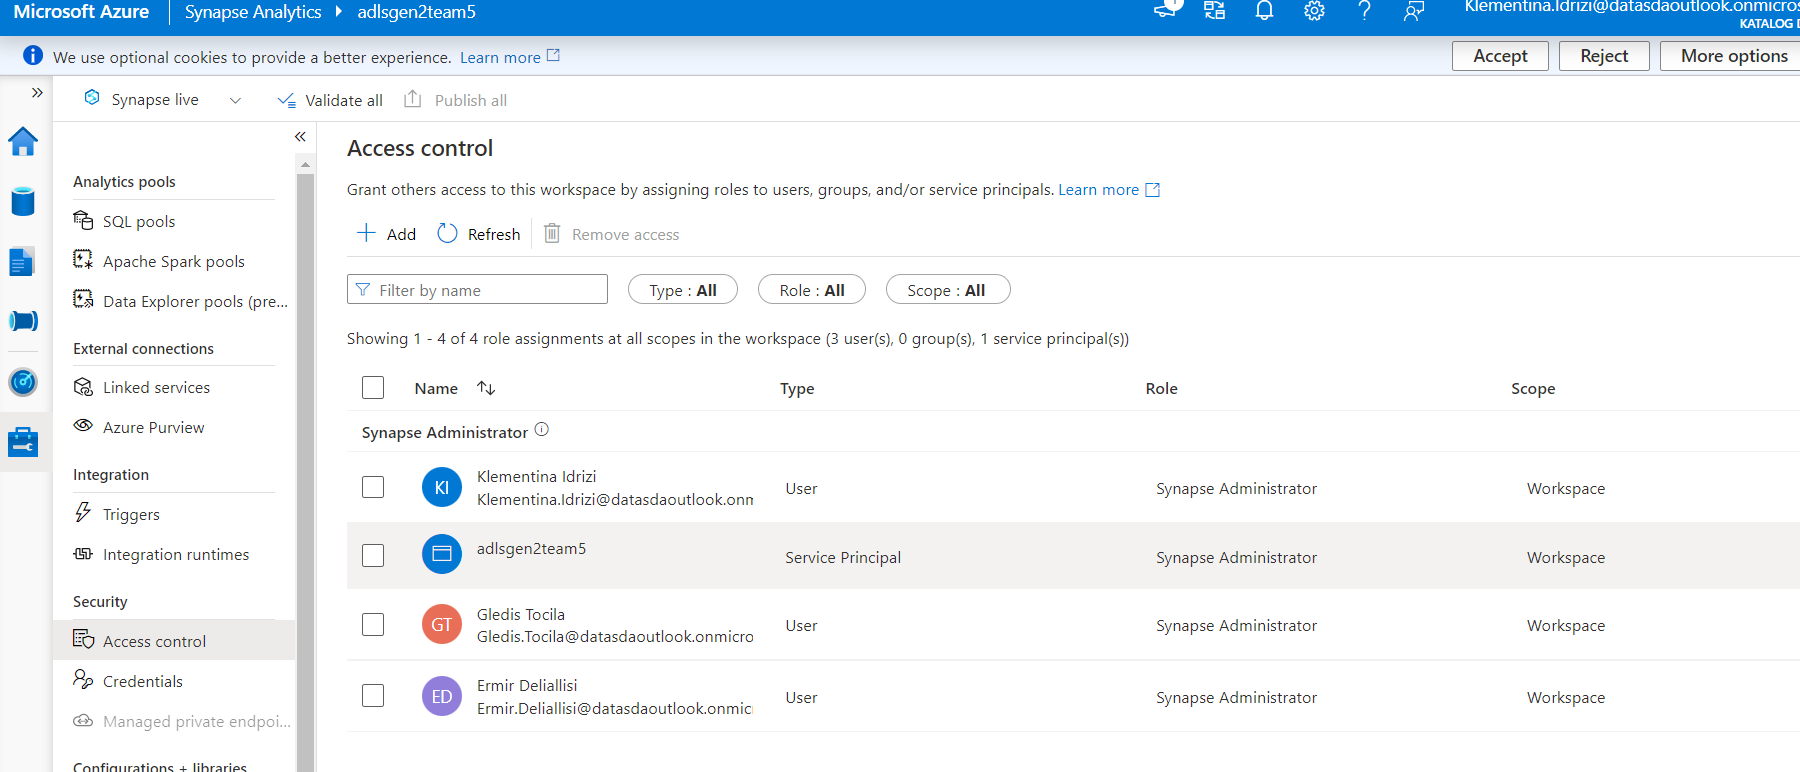 Microsoft Azure Synapse Analytics adlsgen2team5
Klementina.Idrizi@datasdaoutlook.onmicros
KATALOG D
We use optional cookies to provide a better experience. Learn more
Accept Reject More options
Synapse live Validate all Publish all
Analytics pools
SQL pools
Apache Spark pools
Data Explorer pools (pre...
External connections
Linked services
Azure Purview
Integration
Triggers
Integration runtimes
Security
Access control
Credentials
Managed private endpoi...
Configurations + libraries
Access control
Grant others access to this workspace by assigning roles to users, groups, and/or service principals. Learn more
Add Refresh Remove access
Filter by name Type : All Role : All Scope : All
Showing 1 - 4 of 4 role assignments at all scopes in the workspace (3 user(s), 0 group(s), 1 service principal(s))
Name Type Role Scope
Synapse Administrator
KI Klementina Idrizi
Klementina.Idrizi@datasdaoutlook.onm
User Synapse Administrator Workspace
adlsgen2team5
Service Principal Synapse Administrator Workspace
GT Gledis Tocila
Gledis.Tocila@datasdaoutlook.onmicro
User Synapse Administrator Workspace
ED Ermir Deliallisi
Ermir.Deliallisi@datasdaoutlook.onmic
User Synapse Administrator Workspace